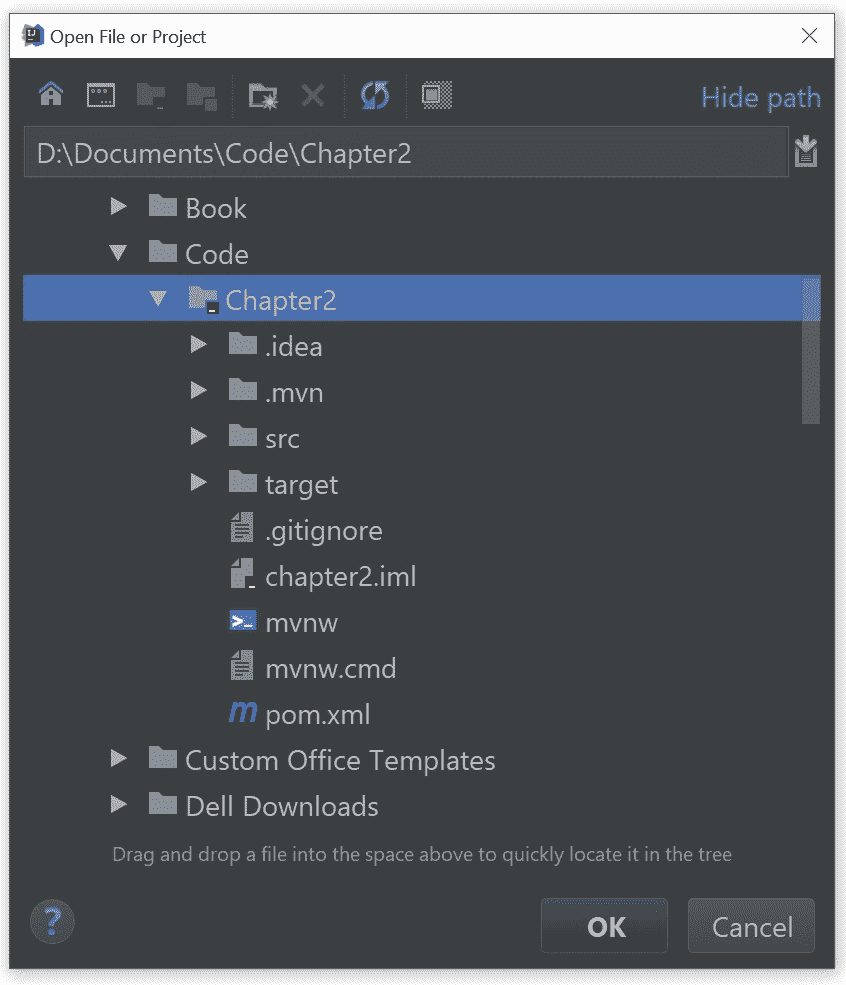 Open File or Project
Hide path
D:\Documents\Code\Chapter2
Book
Code
Chapter2
.idea
.mvn
src
target
.gitignore
chapter2.iml
mvnw
mvnw.cmd
pom.xml
Custom Office Templates
Dell Downloads
Drag and drop a file into the space above to quickly locate it in the tree
?
OK
Cancel